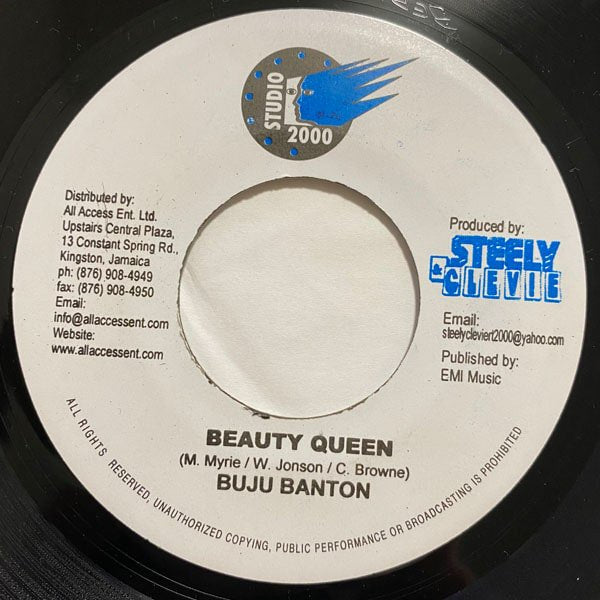 STUDIO
2000
Distributed by:
All Access Ent. Ltd.
Upstairs Central Plaza,
13 Constant Spring Rd.,
Kingston, Jamaica
ph: (876) 908-4949
fax: (876) 908-4950
Email:
info@allaccessent.com
Website:
www.allaccessent.com
Produced by:
STEELY
& CLEVIE
Email:
steelycleviert2000@yahoo.com
Published by:
EMI Music
BEAUTY QUEEN
(M. Myrie / W. Jonson / C. Browne)
BUJU BANTON
ALL RIGHTS RESERVED, UNAUTHORIZED COPYING, PUBLIC PERFORMANCE OR BROADCASTING IS PROHIBITED